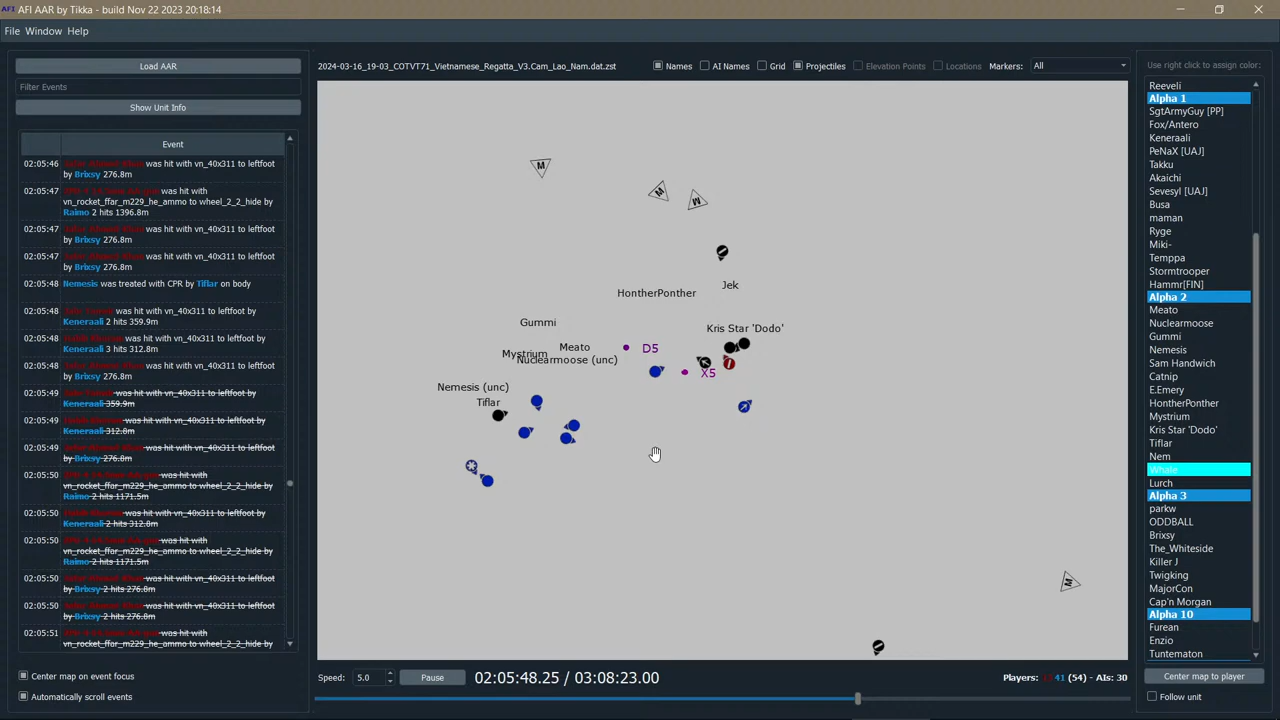 AFI AAR by Tikka - build Nov 22 2023 20:18:14
File Window Help
Load AAR
Filter Events
Show Unit Info
Event
02:05:46 was hit with vn_40x311 to leftfoot
by Brixsy 276.8m
02:05:47 was hit with
vn_rocket_ffar_m229_he_ammo to wheel_2_2_hide by
Raimo 2 hits 1396.8m
02:05:47 was hit with vn_40x311 to leftfoot
by Brixsy 276.8m
02:05:47 was hit with vn_40x311 to leftfoot
by Brixsy 276.8m
02:05:48 Nemesis was treated with CPR by Tiflar on body
02:05:48 was hit with vn_40x311 to leftfoot by
Keneraali 2 hits 359.9m
02:05:48 was hit with vn_40x311 to leftfoot by
Keneraali 3 hits 312.8m
02:05:48 was hit with vn_40x311 to leftfoot
by Brixsy 276.8m
02:05:49 was hit with vn_40x311 to leftfoot by
Keneraali 359.9m
02:05:49 was hit with vn_40x311 to leftfoot by
Keneraali 312.8m
02:05:49 was hit with vn_40x311 to leftfoot
by Brixsy 276.8m
02:05:50 was hit with
vn_rocket_ffar_m229_he_ammo to wheel_2_2_hide by
Raimo 2 hits 1171.5m
02:05:50 was hit with vn_40x311 to leftfoot by
Keneraali 2 hits 312.8m
02:05:50 was hit with
vn_rocket_ffar_m229_he_ammo to wheel_2_2_hide by
Raimo 2 hits 1171.5m
02:05:50 was hit with vn_40x311 to leftfoot
by Brixsy 2 hits 276.8m
02:05:50 was hit with vn_40x311 to leftfoot
by Brixsy 2 hits 276.8m
02:05:51 was hit with
vn_rocket_ffar_m229_he_ammo to wheel_2_2_hide by
Center map on event focus
Automatically scroll events
2024-03-16_19-03_COTVT71_Vietnamese_Regatta_V3.Cam_Lao_Nam.dat.zst
Names AI Names Grid Projectiles Elevation Points Locations Markers: All
M
M
M
Jek
HontherPonther
Gummi
Kris Star 'Dodo'
Meato
D5
Mystrium
Nuclearmoose (unc)
X5
Nemesis (unc)
Tiflar
M
Speed: 5.0 Pause 02:05:48.25 / 03:08:23.00
Players: 41 (54) - AIs: 30
Use right click to assign color:
Reeveli
Alpha 1
SgtArmyGuy [PP]
Fox/Antero
Keneraali
PeNaX [UAJ]
Takku
Akaichi
Sevesyl [UAJ]
Busa
maman
Ryge
Miki-
Temppa
Stormtrooper
Hammr[FIN]
Alpha 2
Meato
Nuclearmoose
Gummi
Nemesis
Sam Handwich
Catnip
E.Emery
HontherPonther
Mystrium
Kris Star 'Dodo'
Tiflar
Nem
Whale
Lurch
Alpha 3
parkw
ODDBALL
Brixsy
The_Whiteside
Killer J
Twigking
MajorCon
Cap'n Morgan
Alpha 10
Furean
Enzio
Tuntematon
Center map to player
Follow unit